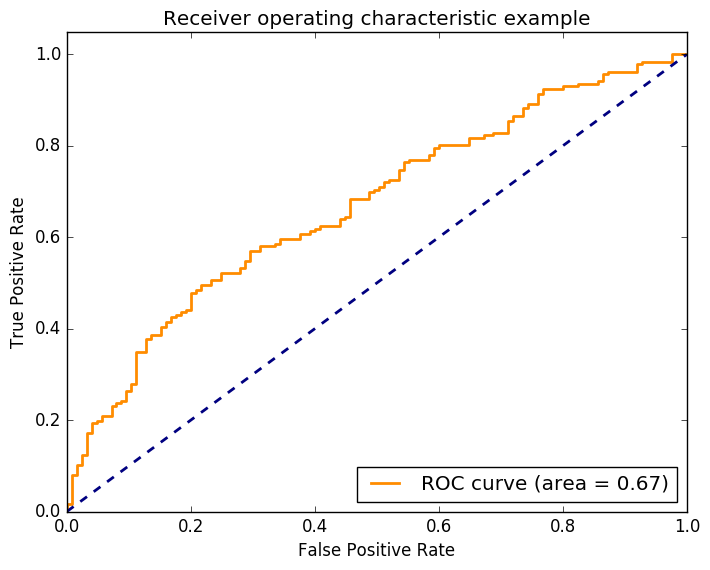 Receiver operating characteristic example
True Positive Rate
1.0
0.8
0.6
0.4
0.2
0.0
ROC curve (area = 0.67)
0.0 0.2 0.4 0.6 0.8 1.0
False Positive Rate